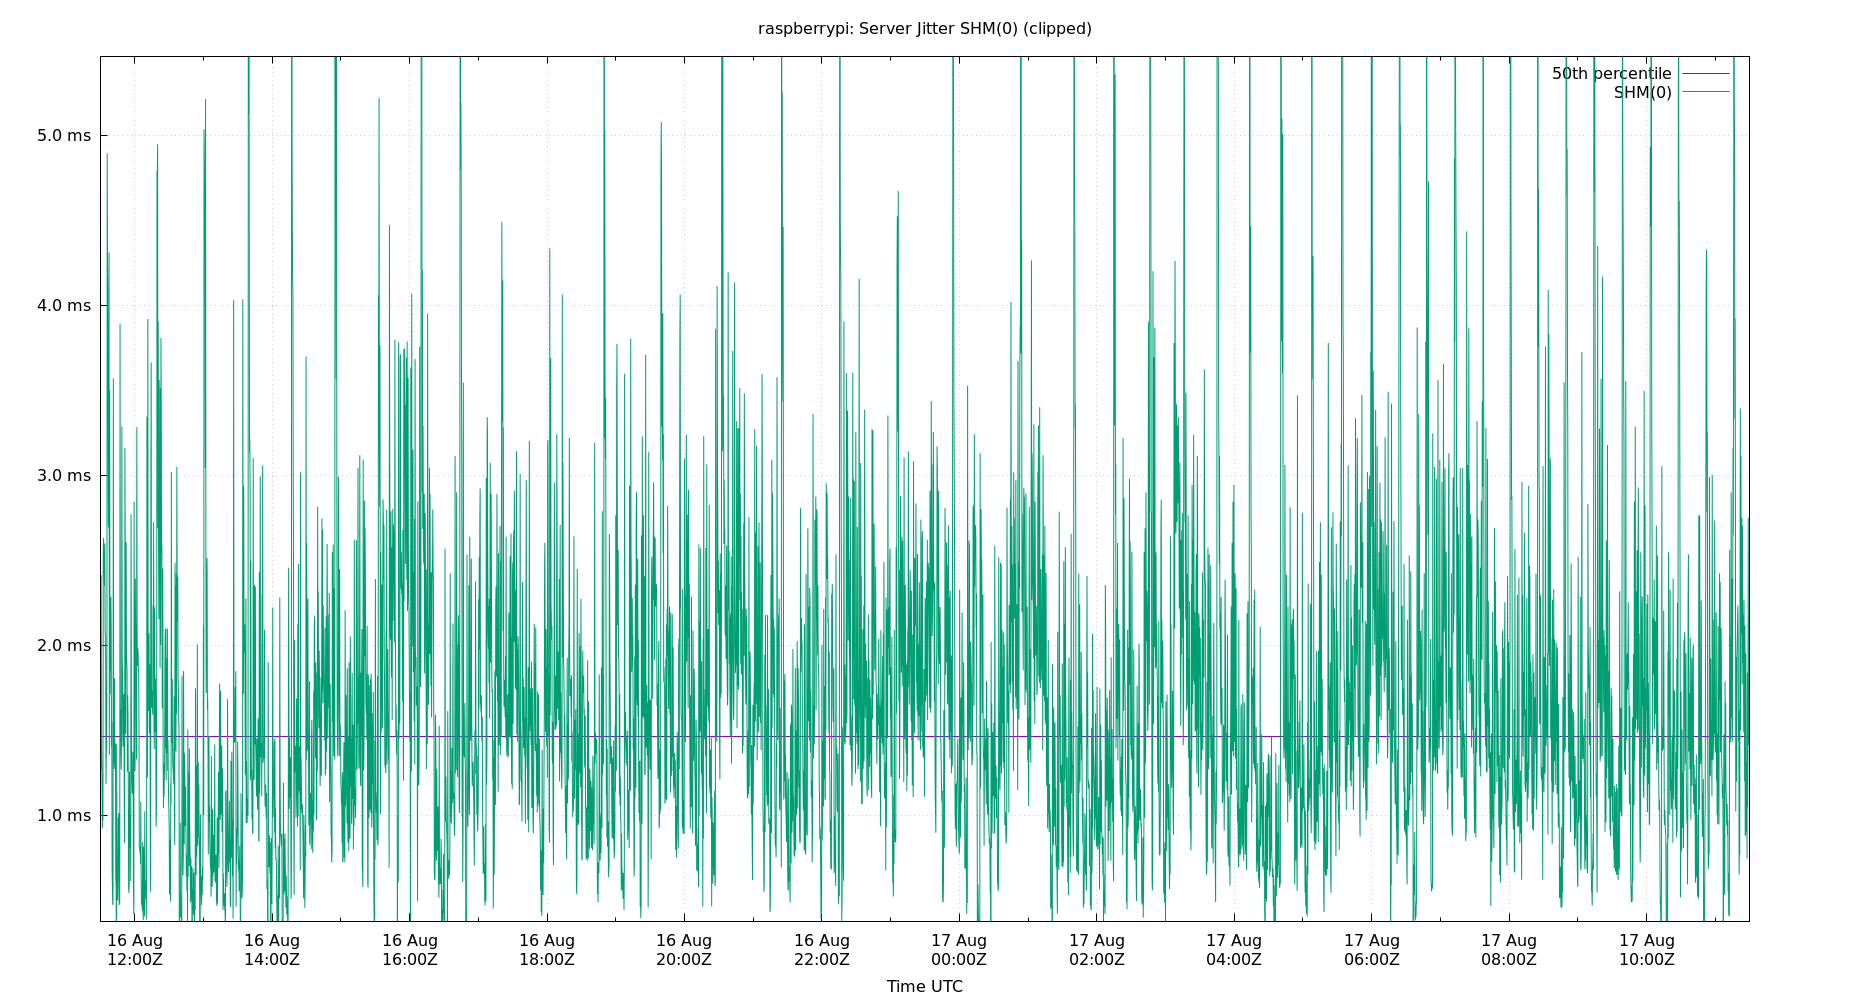 raspberrypi: Server Jitter SHM(0) (clipped)
50th percentile
SHM(0)
5.0 ms
4.0 ms
3.0 ms
2.0 ms
1.0 ms
16 Aug 16 Aug 16 Aug 16 Aug 16 Aug 16 Aug 17 Aug 17 Aug 17 Aug 17 Aug 17 Aug 17 Aug
12:00Z 14:00Z 16:00Z 18:00Z 20:00Z 22:00Z 00:00Z 02:00Z 04:00Z 06:00Z 08:00Z 10:00Z
Time UTC